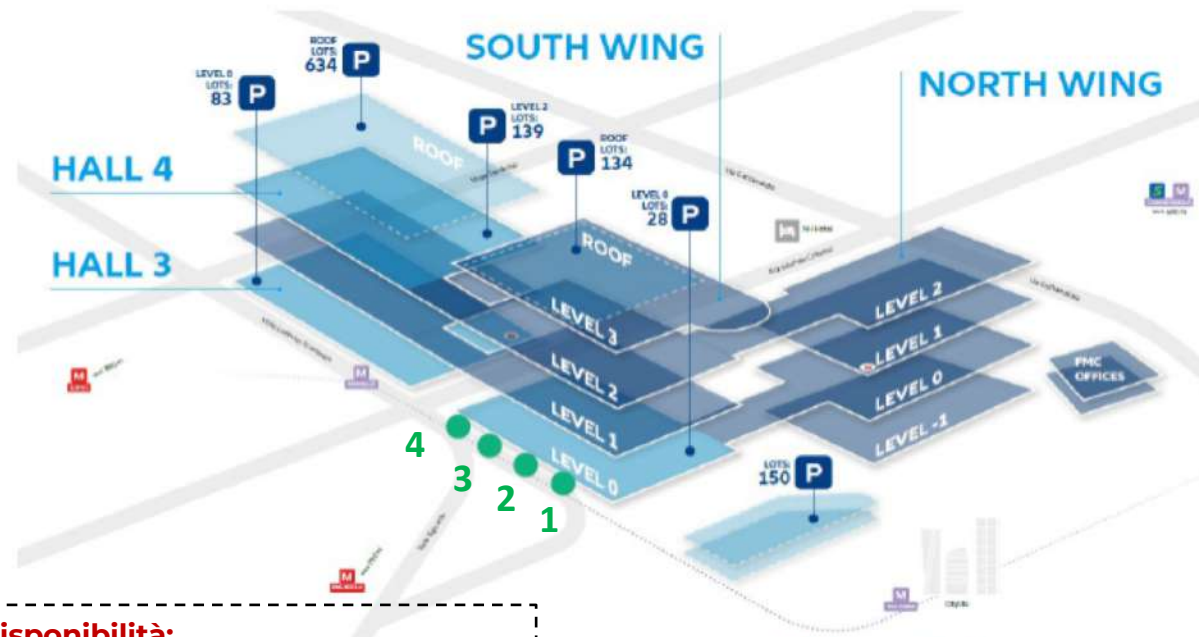 SOUTH WING
NORTH WING
ROOF
LOTS:
634
P
LEVEL 0
LOTS:
83
P
LEVEL 2
LOTS:
139
P
ROOF
LOTS:
134
P
LEVEL 0
LOTS:
28
P
HALL 4
HALL 3
ROOF
ROOF
LEVEL 3
LEVEL 2
LEVEL 1
LEVEL 0
LEVEL 2
LEVEL 1
LEVEL 0
LEVEL -1
FMC
OFFICES
LOTS:
150
P
4
3
2
1
S
M
M
M
M
M
isponibilità: